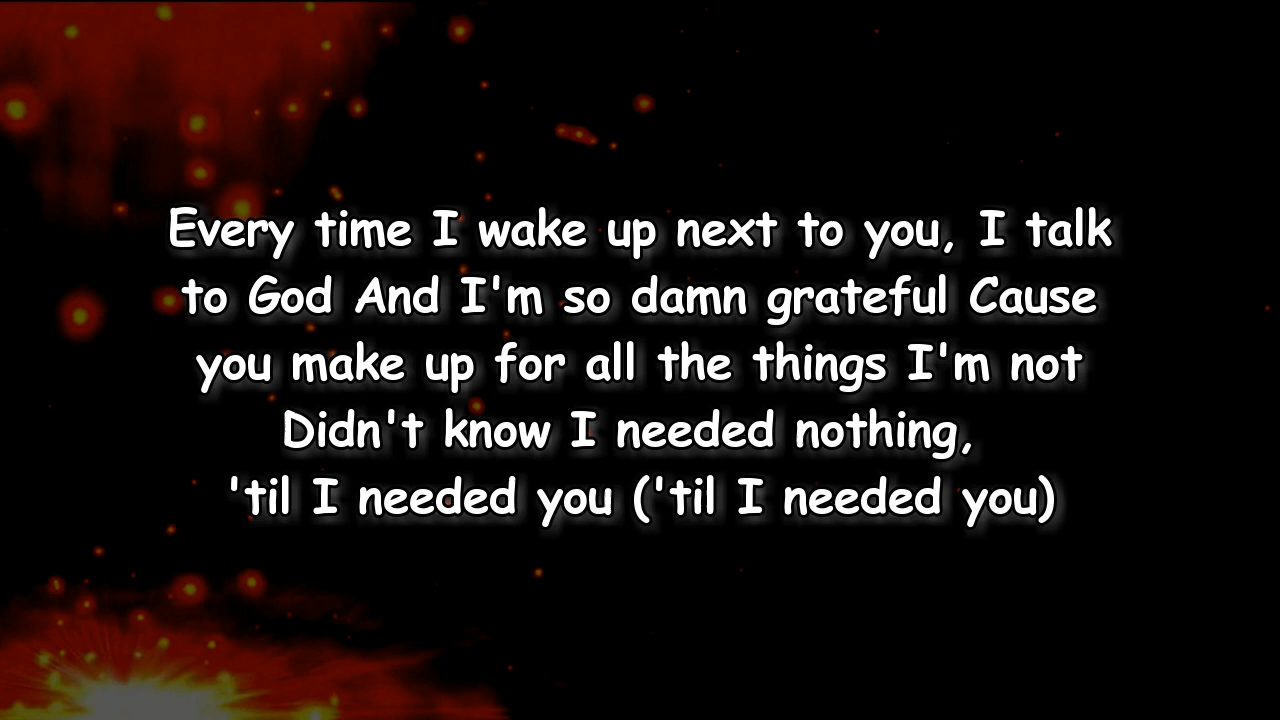 Every time I wake up next to you, I talk
to God And I'm so damn grateful Cause
you make up for all the things I'm not
Didn't know I needed nothing,
'til I needed you ('til I needed you)